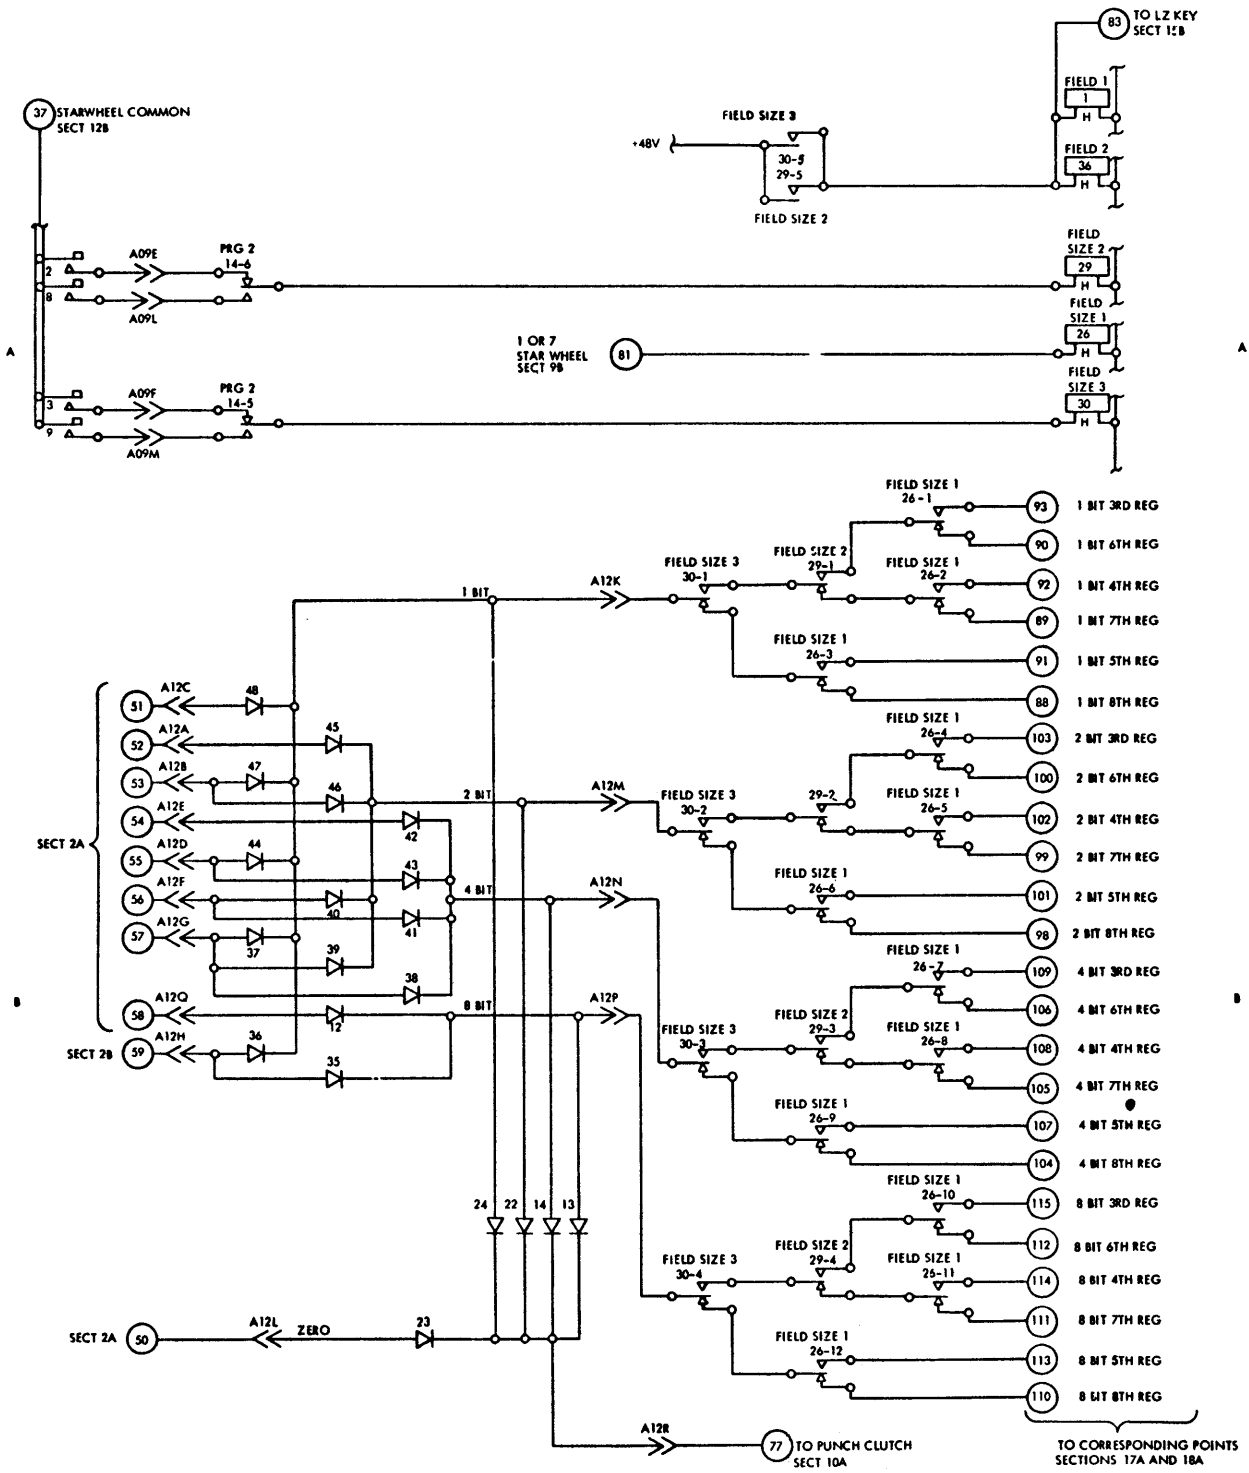 83
TO LZ KEY
SECT 15B
37
STARWHEEL COMMON
SECT 12B
FIELD 1
1
H
FIELD SIZE 3
+48V
30-5
29-5
FIELD SIZE 2
FIELD 2
36
H
A09E
PRG 2
14-6
2
8
A09L
FIELD
SIZE 2
29
H
A
1 OR 7
STAR WHEEL
SECT 9B
81
FIELD
SIZE 1
26
H
A
A09F
PRG 2
14-5
3
9
A09M
FIELD
SIZE 3
30
H
FIELD SIZE 1
26-1
93
1 BIT 3RD REG
90
1 BIT 6TH REG
FIELD SIZE 3
30-1
FIELD SIZE 2
29-1
FIELD SIZE 1
26-2
92
1 BIT 4TH REG
1 BIT
A12K
89
1 BIT 7TH REG
FIELD SIZE 1
26-3
91
1 BIT 5TH REG
88
1 BIT 8TH REG
51
A12C
48
52
A12A
45
53
A12B
47
46
54
A12E
42
SECT 2A
55
A12D
44
43
56
A12F
40
41
57
A12G
37
39
38
58
A12Q
12
SECT 2B
59
A12H
36
35
FIELD SIZE 1
26-4
103
2 BIT 3RD REG
100
2 BIT 6TH REG
2 BIT
A12M
FIELD SIZE 3
30-2
29-2
FIELD SIZE 1
26-5
102
2 BIT 4TH REG
99
2 BIT 7TH REG
FIELD SIZE 1
26-6
101
2 BIT 5TH REG
98
2 BIT 8TH REG
4 BIT
A12N
FIELD SIZE 1
26-7
109
4 BIT 3RD REG
106
4 BIT 6TH REG
B
B
8 BIT
A12P
FIELD SIZE 3
30-3
FIELD SIZE 2
29-3
FIELD SIZE 1
26-8
108
4 BIT 4TH REG
105
4 BIT 7TH REG
FIELD SIZE 1
26-9
107
4 BIT 5TH REG
104
4 BIT 8TH REG
24
22
14
13
FIELD SIZE 1
26-10
115
8 BIT 3RD REG
112
8 BIT 6TH REG
FIELD SIZE 3
30-4
FIELD SIZE 2
29-4
FIELD SIZE 1
26-11
114
8 BIT 4TH REG
111
8 BIT 7TH REG
SECT 2A
50
A12L
ZERO
23
FIELD SIZE 1
26-12
113
8 BIT 5TH REG
110
8 BIT 8TH REG
A12R
77
TO PUNCH CLUTCH
SECT 10A
TO CORRESPONDING POINTS
SECTIONS 17A AND 18A